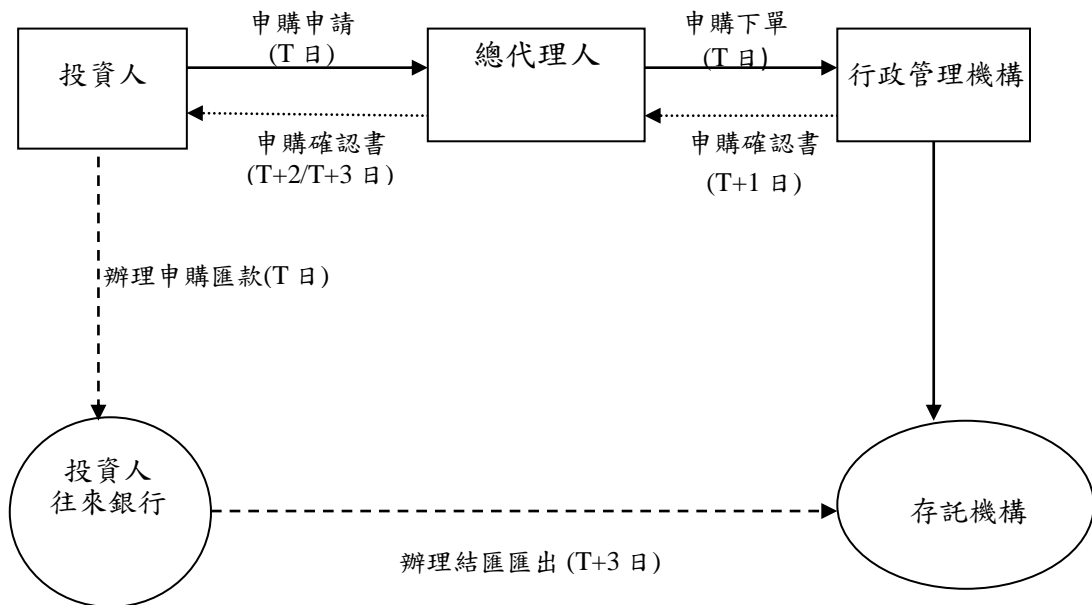 申購申請
(T 日)
申購下單
(T 日)
投資人
總代理人
行政管理機構
申購確認書
(T+2/T+3 日)
申購確認書
(T+1 日)
辦理申購匯款(T 日)
投資人
往來銀行
存託機構
辦理結匯匯出 (T+3 日)